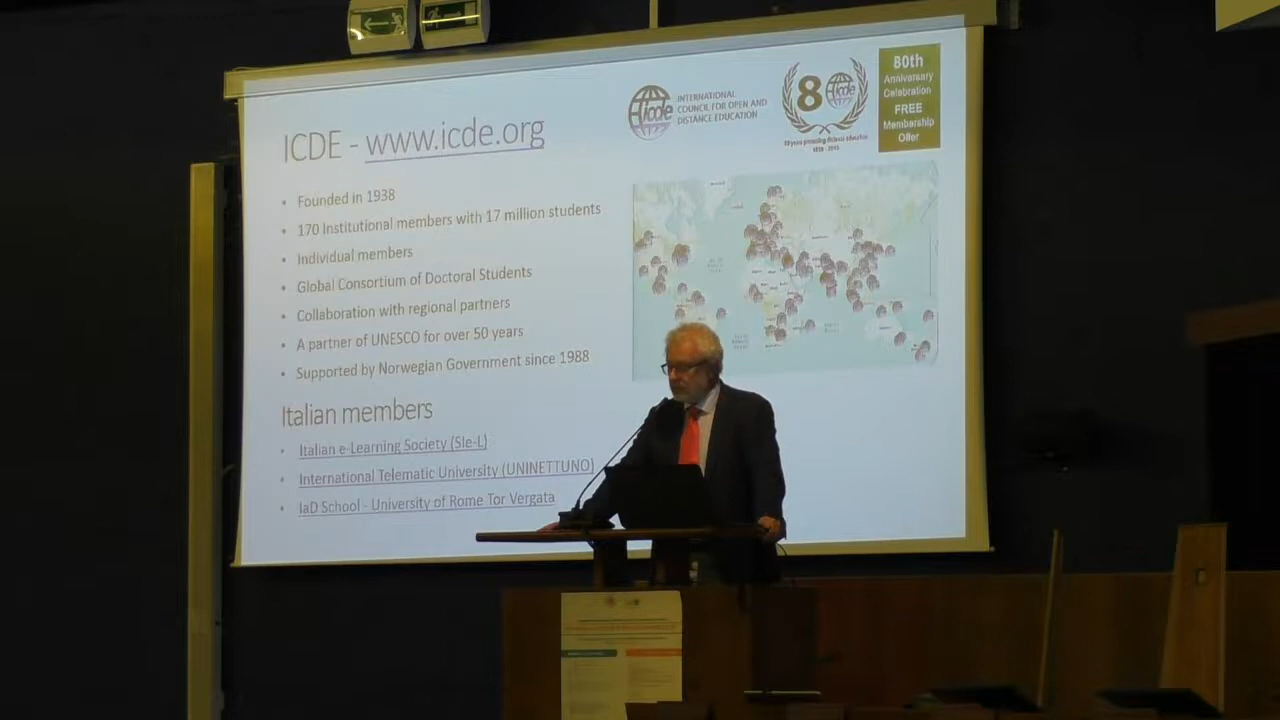 ICDE - www.icde.org
INTERNATIONAL
COUNCIL FOR OPEN AND
DISTANCE EDUCATION
icde
80
icde
80th
Anniversary
Celebration
FREE
Membership
Offer
• Founded in 1938
• 170 Institutional members with 17 million students
• Individual members
• Global Consortium of Doctoral Students
• Collaboration with regional partners
• A partner of UNESCO for over 50 years
• Supported by Norwegian Government since 1988
Italian members
• Italian e-Learning Society (SIe-L)
• International Telematic University (UNINETTUNO)
• IaD School - University of Rome Tor Vergata